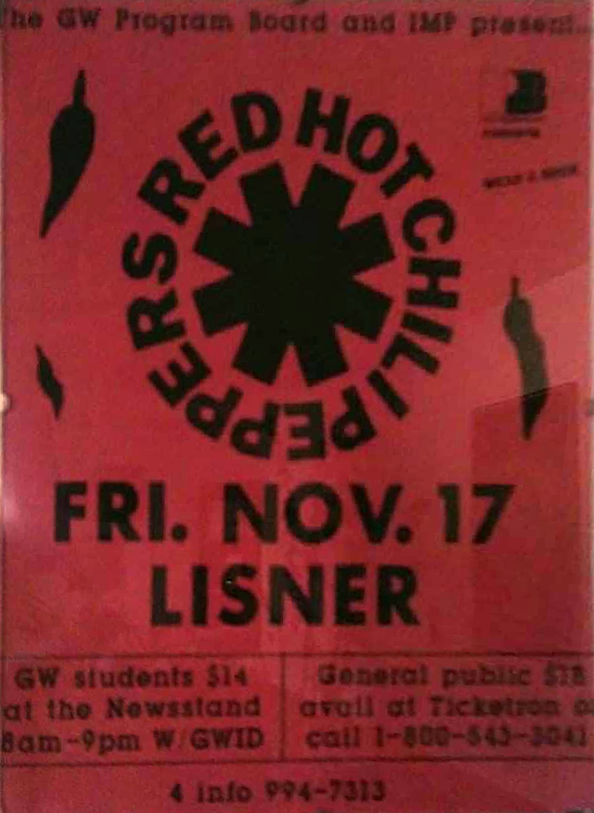 he GW Program Board and IMP present...
RED HOT CHILI PEPPERS
FRI. NOV. 17
LISNER
GW students $14
at the Newsstand
8am-9pm W/GWID
General public $18
avail at Ticketron o
call 1-800-543-3041
4 info 994-7313